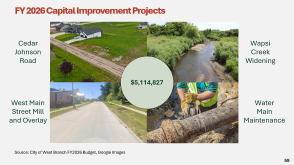 FY 2026 Capital Improvement Projects
Cedar
Johnson
Road
Wapsi
Creek
Widening
$5,114,827
West Main
Street Mill
and Overlay
Water
Main
Maintenance
Source: City of West Branch FY2026 Budget, Google Images
59